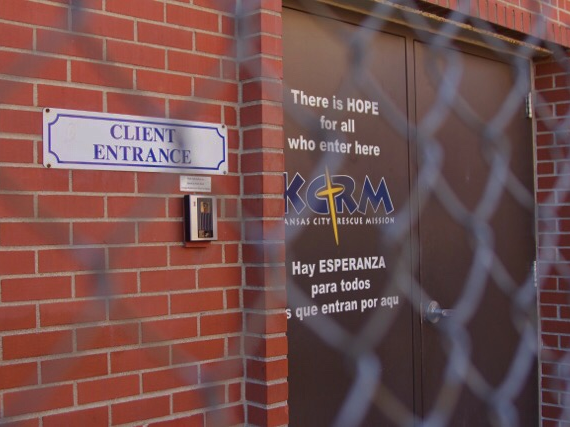 CLIENT
ENTRANCE
There is HOPE
for all
who enter here
KCRM
ANSAS CITY RESCUE MISSION
Hay ESPERANZA
para todos
s que entran por aqu